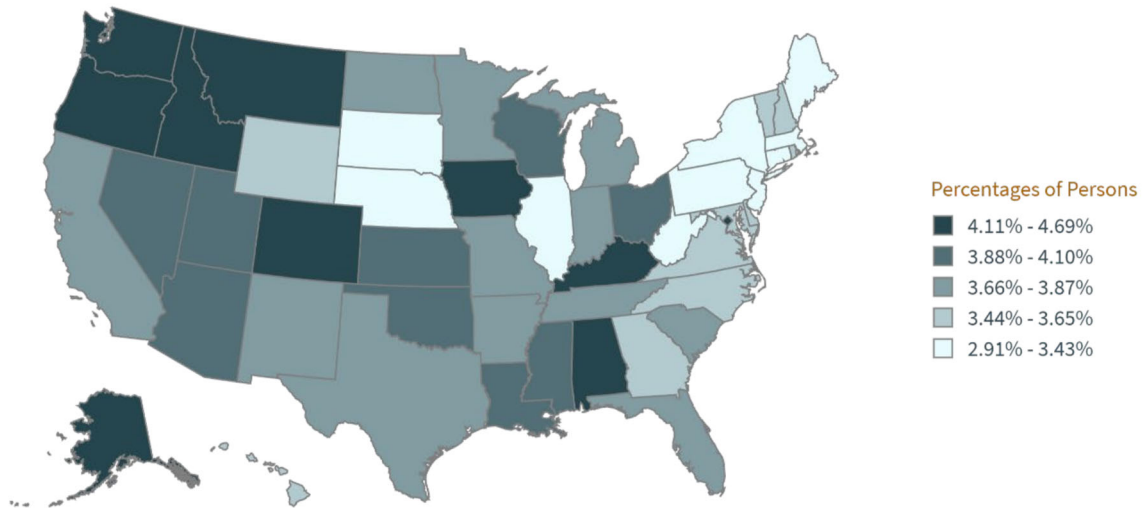 Percentages of Persons
4.11% - 4.69%
3.88% - 4.10%
3.66% - 3.87%
3.44% - 3.65%
2.91% - 3.43%